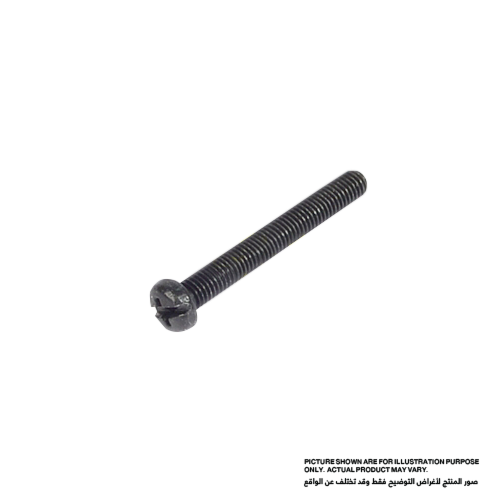 PICTURE SHOWN ARE FOR ILLUSTRATION PURPOSE
ONLY. ACTUAL PRODUCT MAY VARY.
صور المنتج لأغراض التوضيح فقط وقد تختلف عن الواقع